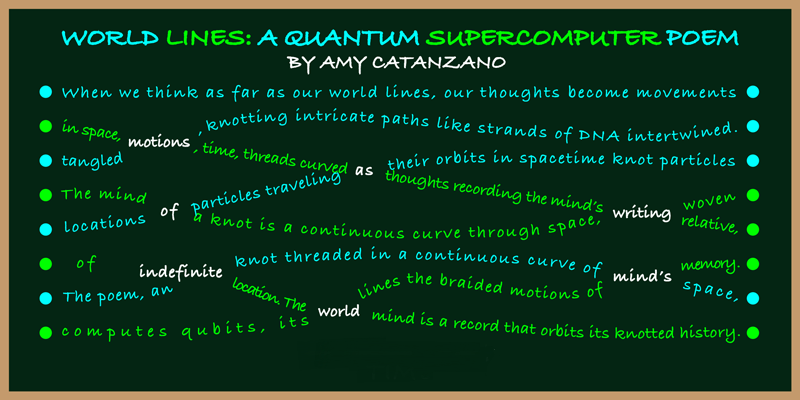 WORLD LINES: A QUANTUM SUPERCOMPUTER POEM
BY AMY CATANZANO
When we think as far as our world lines, our thoughts become movements
in space, motions , knotting intricate paths like strands of DNA intertwined.
tangled , time, threads curved as their orbits in spacetime knot particles
The mind of particles traveling thoughts recording the mind's writing woven
locations a knot is a continuous curve through space, relative,
of indefinite knot threaded in a continuous curve of mind's memory.
The poem, an location. The world lines the braided motions of space,
computes qubits, its mind is a record that orbits its knotted history.